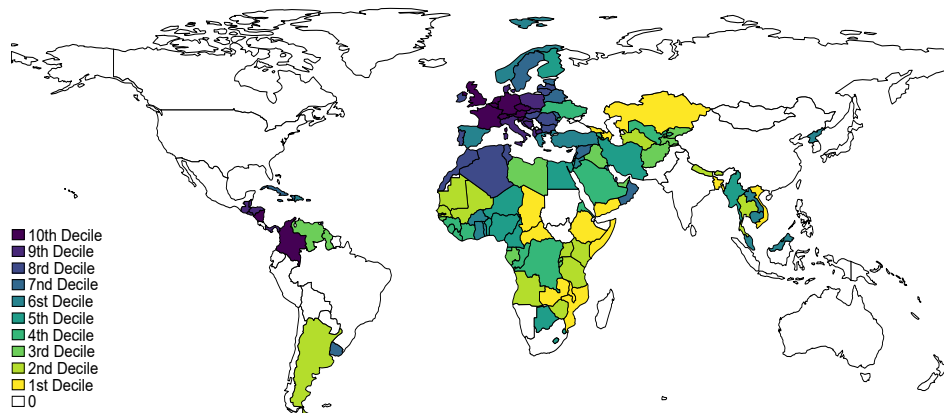 10th Decile
9th Decile
8rd Decile
7nd Decile
6st Decile
5th Decile
4th Decile
3rd Decile
2nd Decile
1st Decile
0